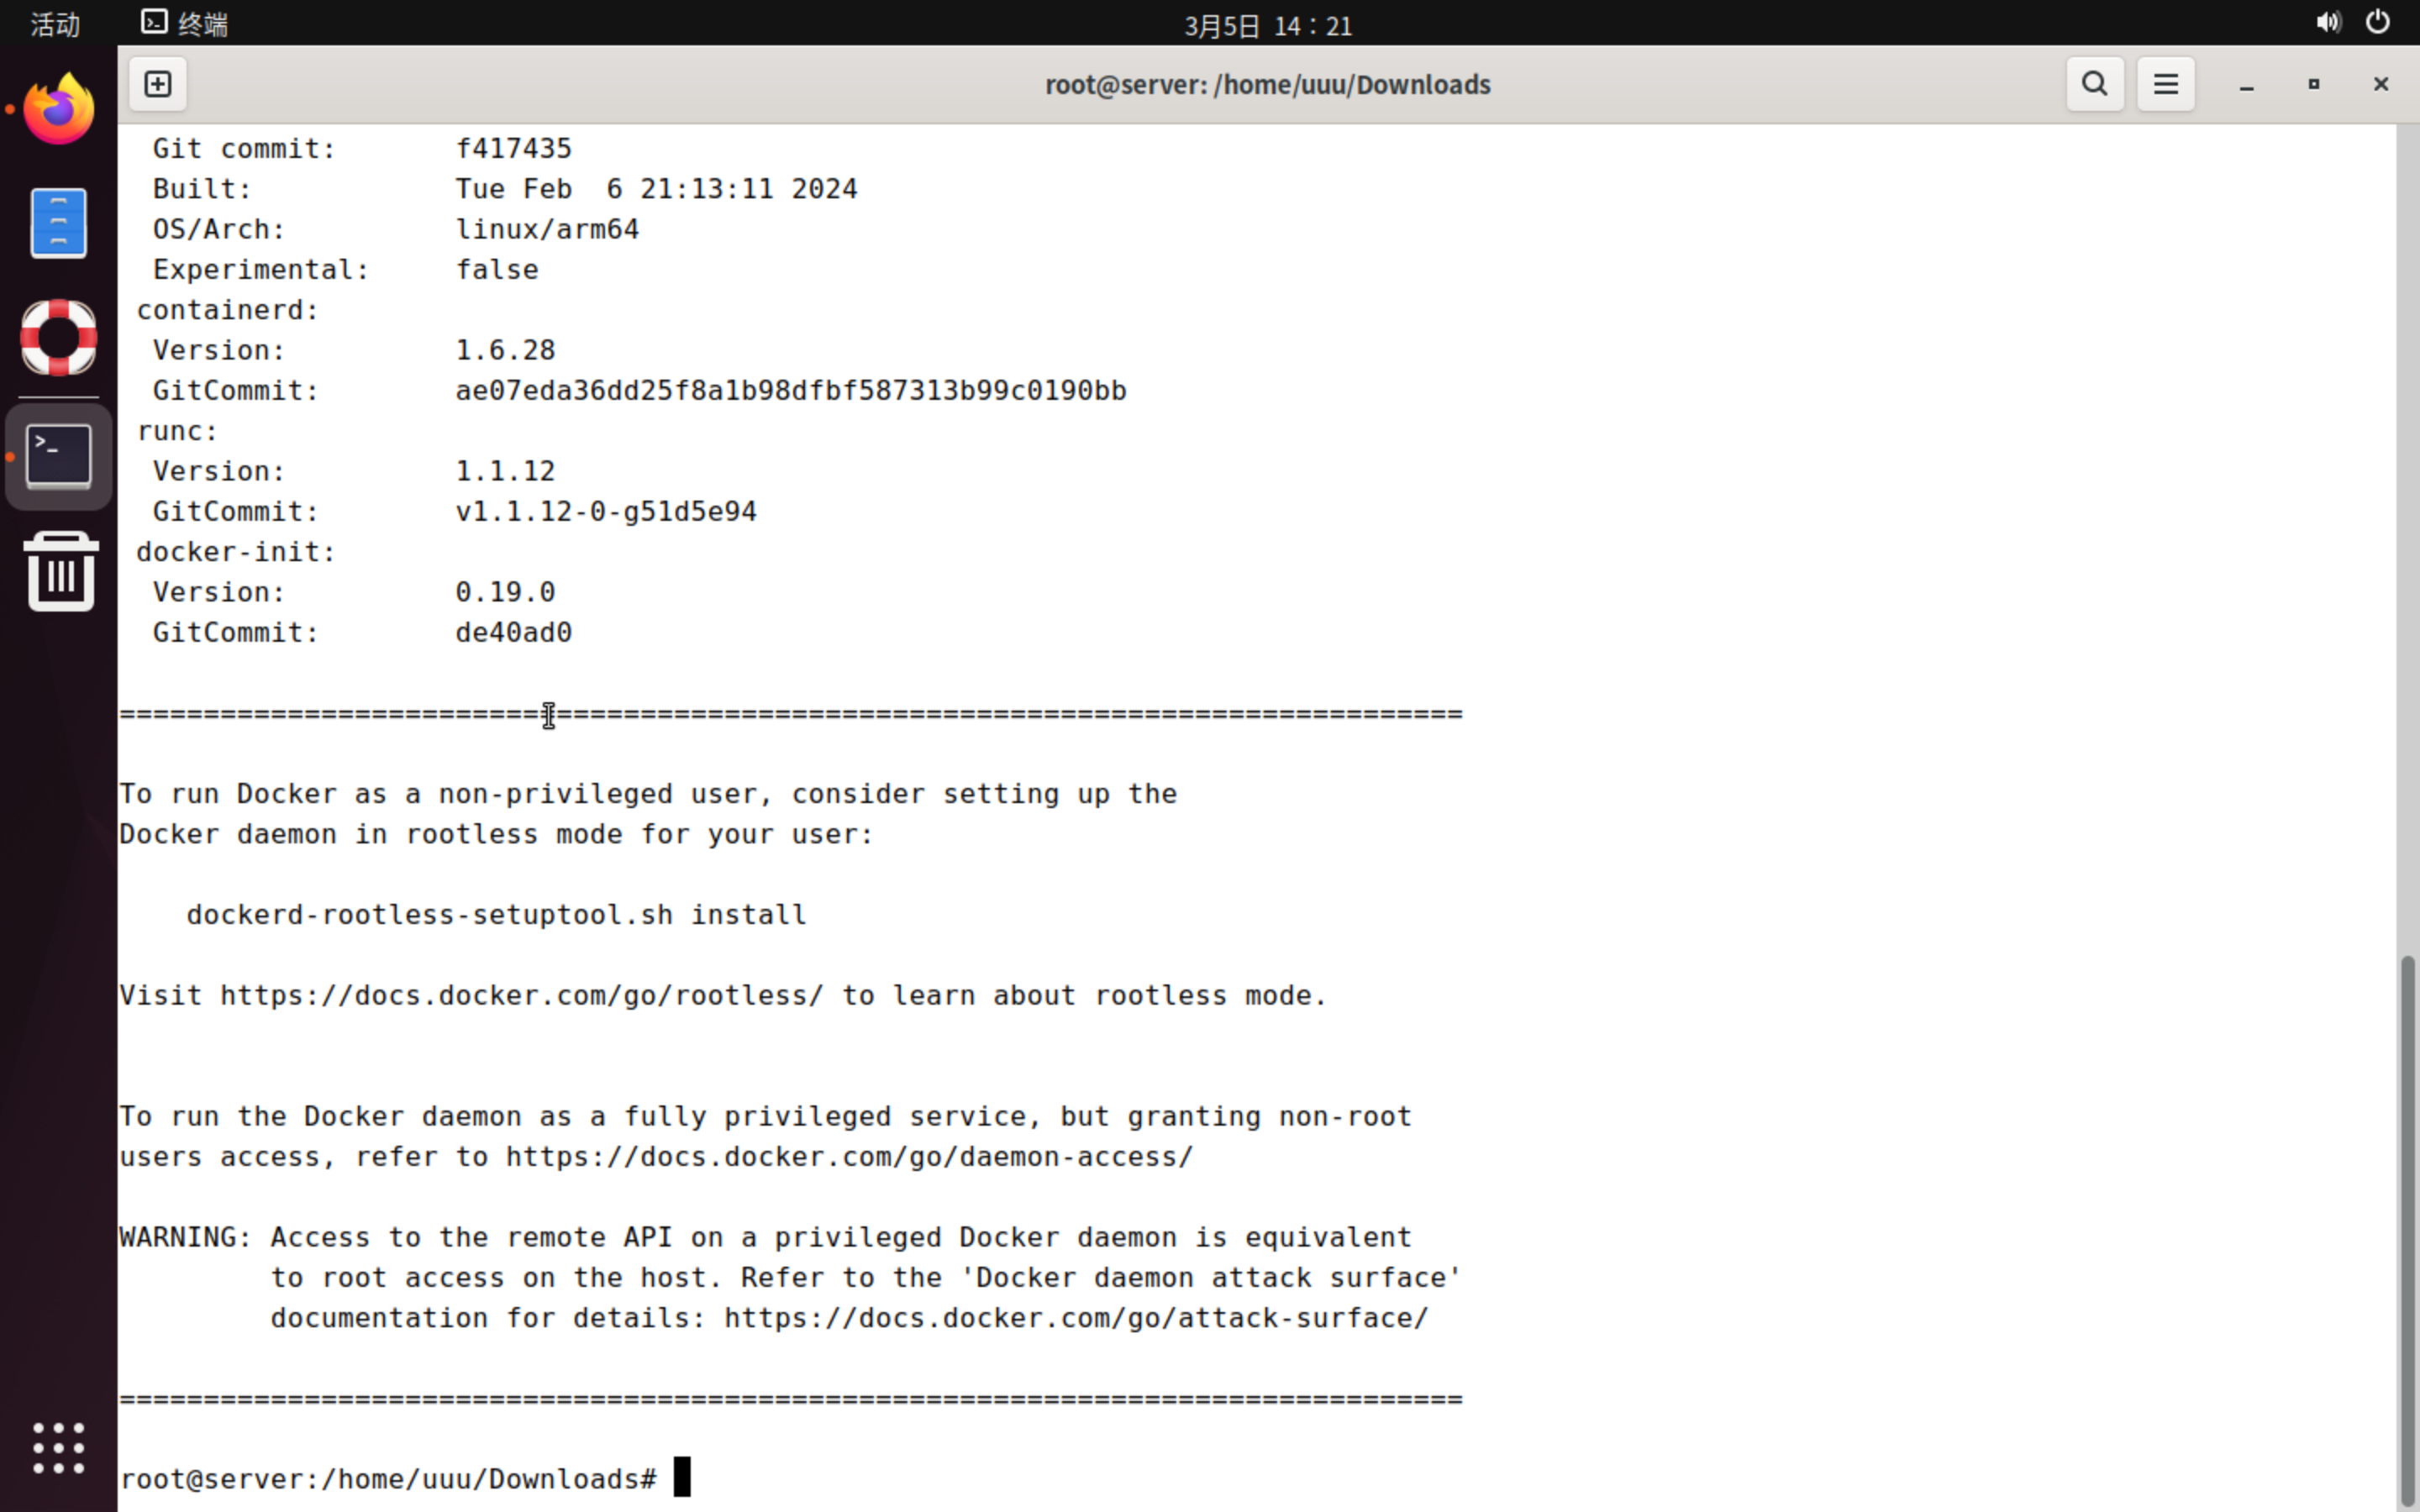 活动 终端 3月5日 14：21
root@server: /home/uuu/Downloads
Git commit: f417435
Built: Tue Feb  6 21:13:11 2024
OS/Arch: linux/arm64
Experimental: false
containerd:
Version: 1.6.28
GitCommit: ae07eda36dd25f8a1b98dfbf587313b99c0190bb
runc:
Version: 1.1.12
GitCommit: v1.1.12-0-g51d5e94
docker-init:
Version: 0.19.0
GitCommit: de40ad0
================================================================================
To run Docker as a non-privileged user, consider setting up the
Docker daemon in rootless mode for your user:
dockerd-rootless-setuptool.sh install
Visit https://docs.docker.com/go/rootless/ to learn about rootless mode.
To run the Docker daemon as a fully privileged service, but granting non-root
users access, refer to https://docs.docker.com/go/daemon-access/
WARNING: Access to the remote API on a privileged Docker daemon is equivalent
to root access on the host. Refer to the 'Docker daemon attack surface'
documentation for details: https://docs.docker.com/go/attack-surface/
================================================================================
root@server:/home/uuu/Downloads#